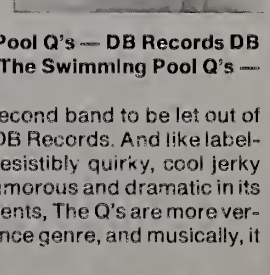 Pool Q's — DB Records DB
The Swimming Pool Q's —
econd band to be let out of
DB Records. And like label-
esistibly quirky, cool jerky
morous and dramatic in its
ents, The Q's are more ver-
nce genre, and musically, it